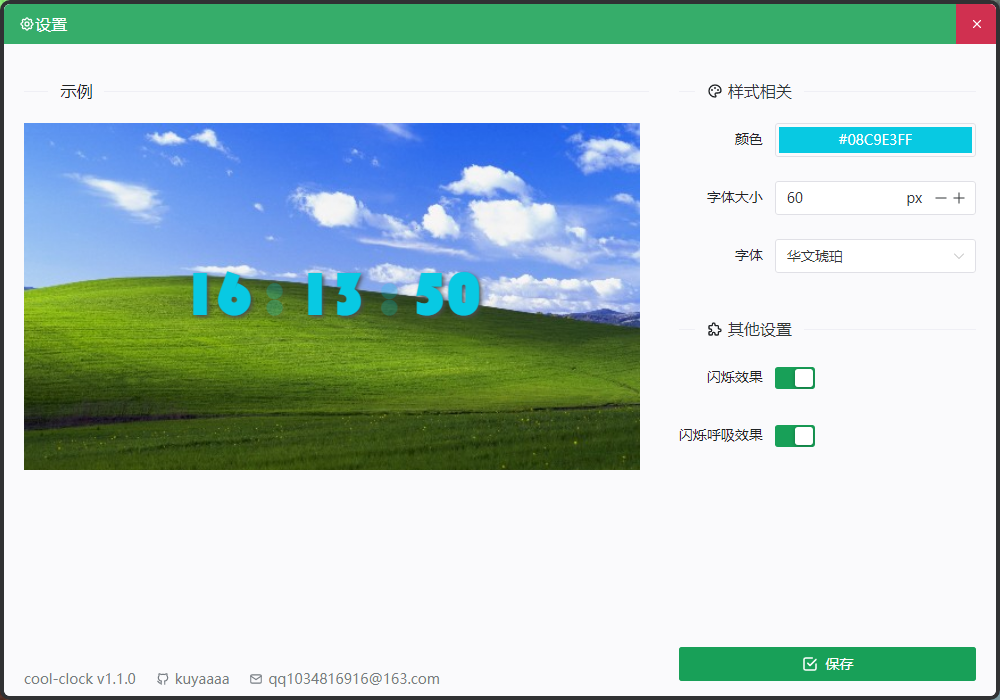 设置
示例
16:13:50
样式相关
颜色 #08C9E3FF
字体大小 60 px
字体 华文琥珀
其他设置
闪烁效果
闪烁呼吸效果
保存
cool-clock v1.1.0 kuyaaaa qq1034816916@163.com